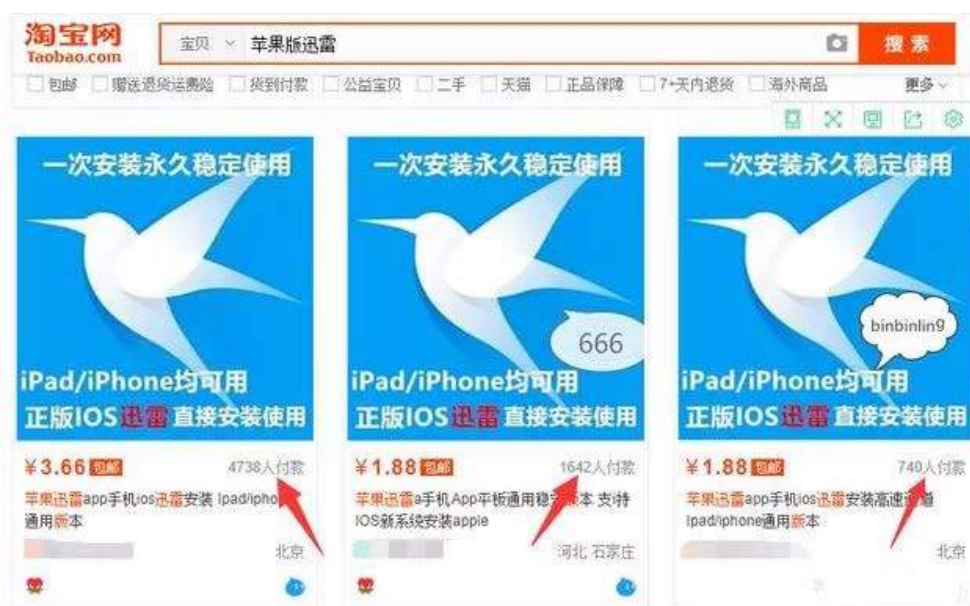 淘宝网
Taobao.com
宝贝
苹果版迅雷
搜索
包邮 赠送退货运费险 货到付款 公益宝贝 二手 天猫 正品保障 7+天内退货 海外商品 更多
一次安装永久稳定使用
iPad/iPhone均可用
正版IOS迅雷直接安装使用
¥3.66 包邮 4738人付款
苹果迅雷app手机ios迅雷安装 Ipad/ipho
通用版本
北京
一次安装永久稳定使用
666
iPad/iPhone均可用
正版IOS迅雷直接安装使用
¥1.88 包邮 1642人付款
苹果迅雷a手机App平板通用稳 本 支持
IOS新系统安装apple
河北 石家庄
一次安装永久稳定使用
binbinlin9
iPad/iPhone均可用
正版IOS迅雷直接安装使用
¥1.88 包邮 740人付款
苹果迅雷app手机ios迅雷安装高速 道
Ipad/iphone通用版本
北京